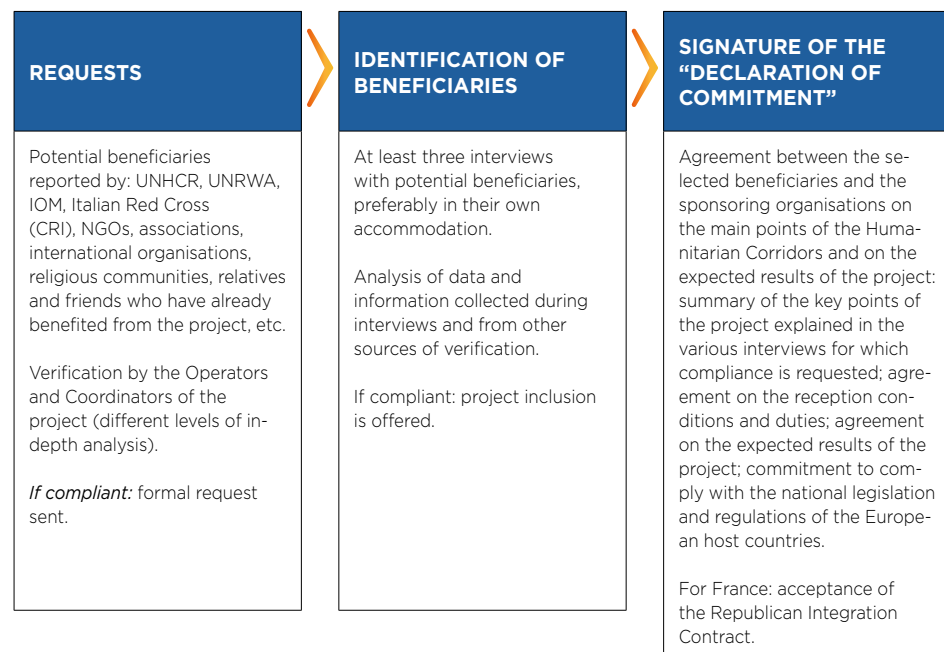 REQUESTS
Potential beneficiaries
reported by: UNHCR, UNRWA,
IOM, Italian Red Cross
(CRI), NGOs, associations,
international organisations,
religious communities, relatives
and friends who have already
benefited from the project, etc.
Verification by the Operators
and Coordinators of the
project (different levels of in-
depth analysis).
If compliant: formal request
sent.
IDENTIFICATION OF
BENEFICIARIES
At least three interviews
with potential beneficiaries,
preferably in their own
accommodation.
Analysis of data and
information collected during
interviews and from other
sources of verification.
If compliant: project inclusion
is offered.
SIGNATURE OF THE
“DECLARATION OF
COMMITMENT”
Agreement between the se-
lected beneficiaries and the
sponsoring organisations on
the main points of the Huma-
nitarian Corridors and on the
expected results of the project:
summary of the key points of
the project explained in the
various interviews for which
compliance is requested; agre-
ement on the reception con-
ditions and duties; agreement
on the expected results of the
project; commitment to com-
ply with the national legislation
and regulations of the Europe-
an host countries.
For France: acceptance of
the Republican Integration
Contract.